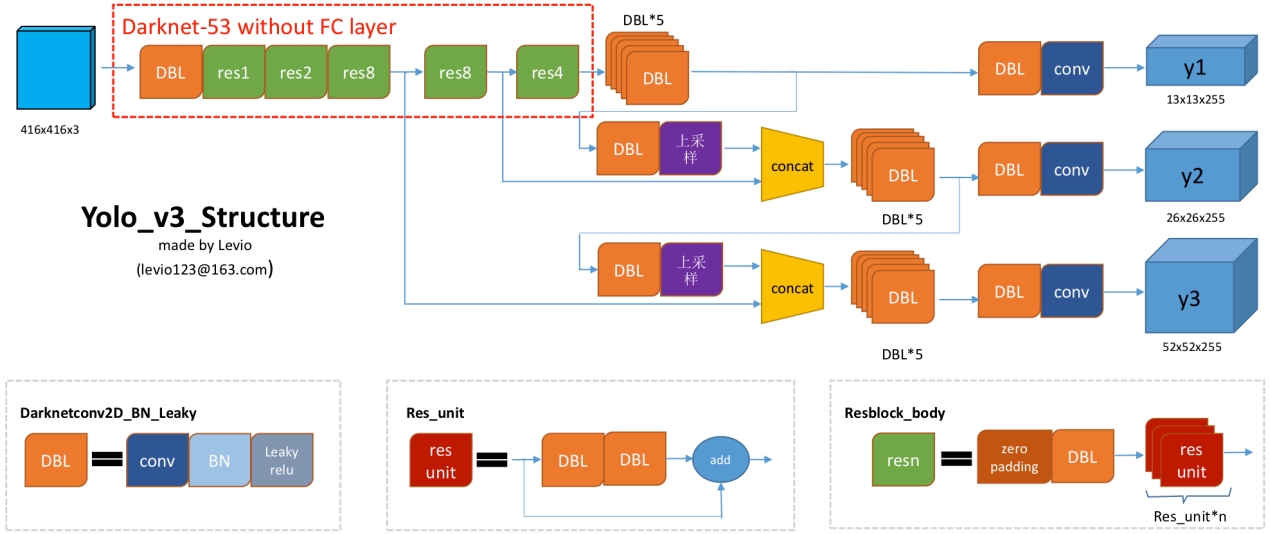 Darknet-53 without FC layer
DBL*5
DBL
res1
res2
res8
res8
res4
DBL
DBL
conv
y1
416x416x3
13x13x255
DBL
上采
样
concat
DBL
DBL
conv
y2
DBL*5
26x26x255
Yolo_v3_Structure
made by Levio
(levio123@163.com)
DBL
上采
样
concat
DBL
DBL
conv
y3
DBL*5
52x52x255
Darknetconv2D_BN_Leaky
DBL
conv
BN
Leaky
relu
Res_unit
res
unit
DBL
DBL
add
Resblock_body
resn
zero
padding
DBL
res
unit
Res_unit*n